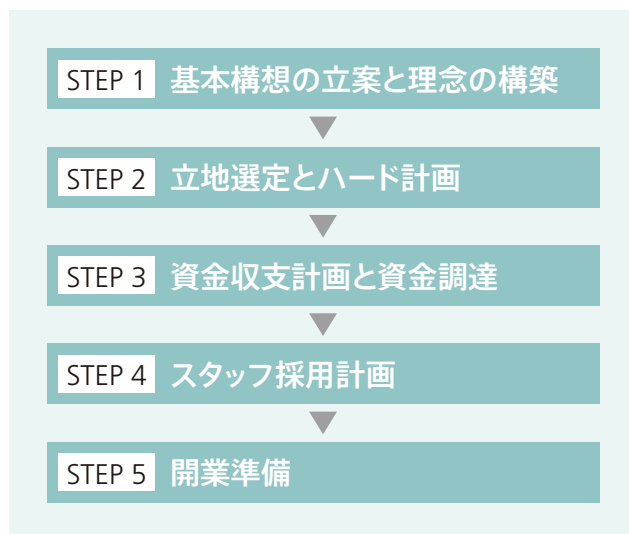 STEP 1 基本構想の立案と理念の構築
STEP 2 立地選定とハード計画
STEP 3 資金収支計画と資金調達
STEP 4 スタッフ採用計画
STEP 5 開業準備